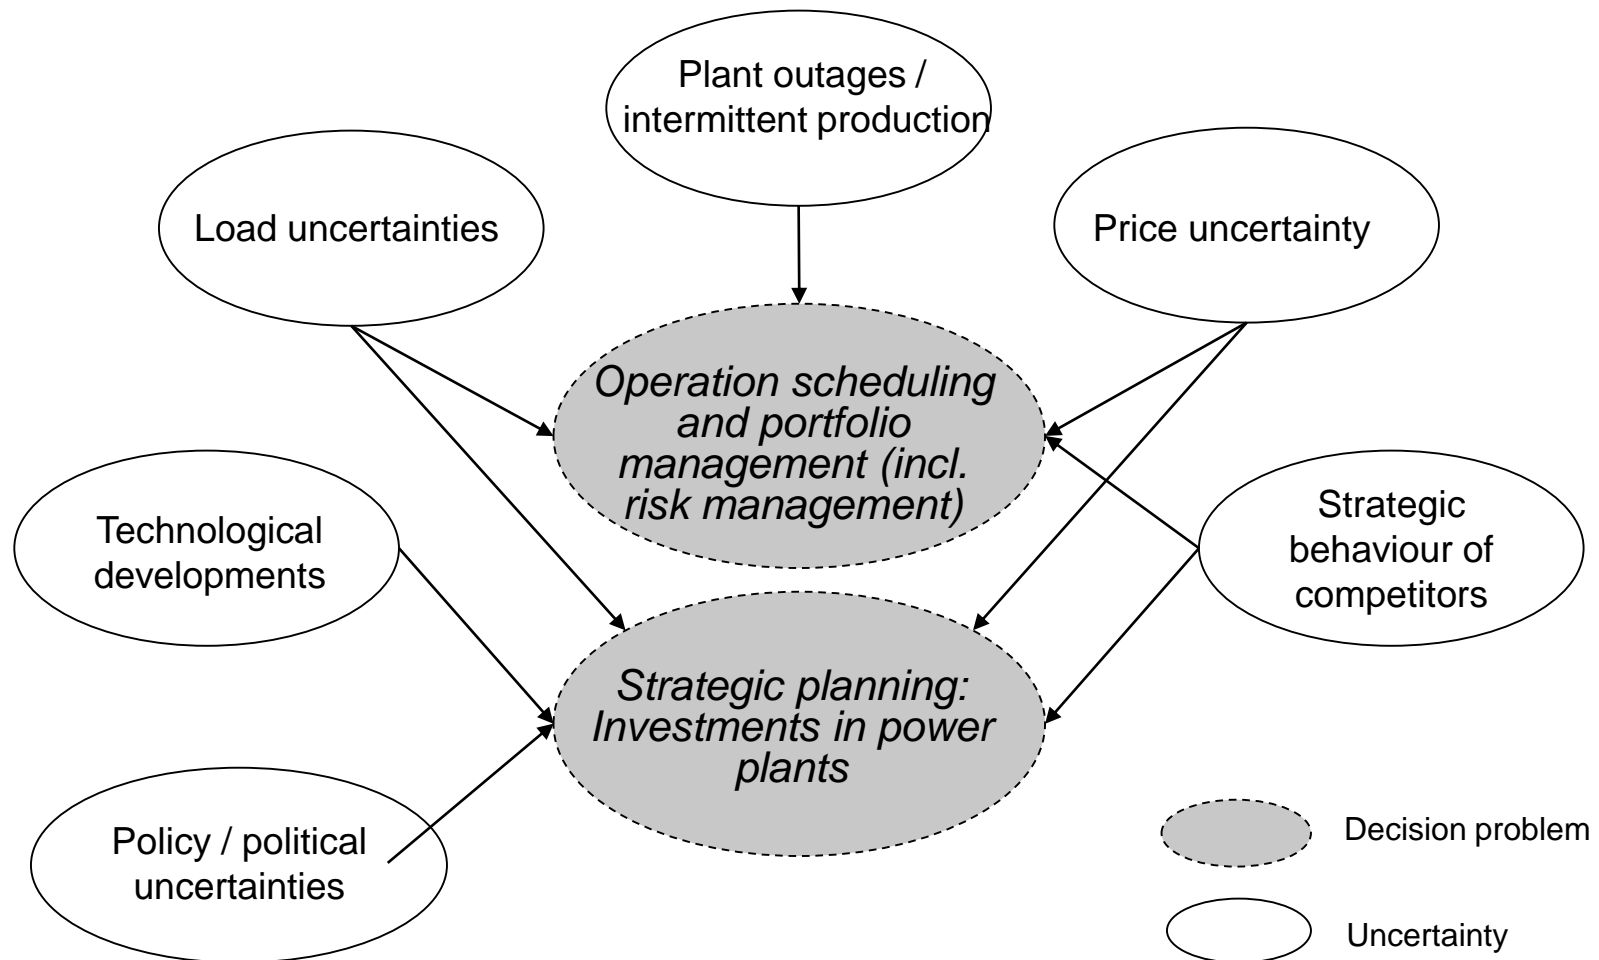 Plant outages /
intermittent production
Load uncertainties
Price uncertainty
Operation scheduling
and portfolio
management (incl.
risk management)
Technological
developments
Strategic
behaviour of
competitors
Strategic planning:
Investments in power
plants
Policy / political
uncertainties
Decision problem
Uncertainty